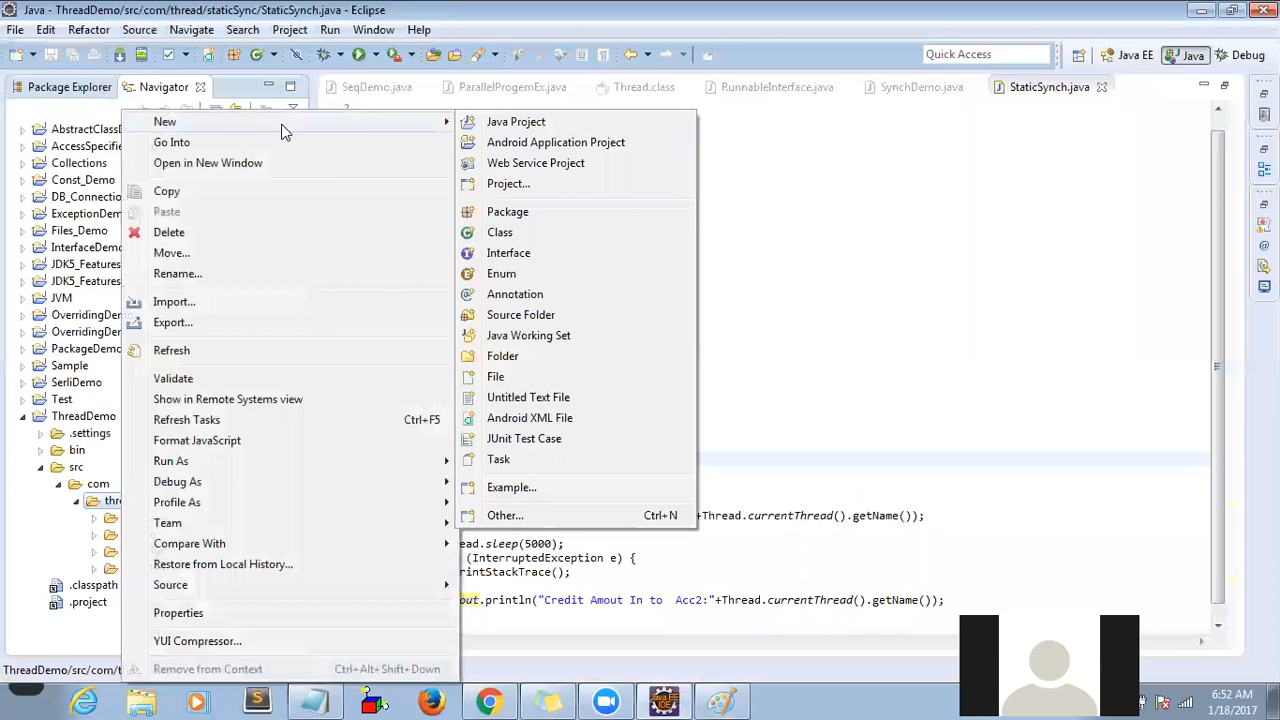 Java - ThreadDemo/src/com/thread/staticSync/StaticSynch.java - Eclipse
File Edit Refactor Source Navigate Search Project Run Window Help
Quick Access
Java EE
Java
Debug
Package Explorer
Navigator
SeqDemo.java
ParallelProgemEx.j
Thread.class
RunnableInterface.java
SynchDemo.java
StaticSynch.java
AbstractClassD
AccessSpecifie
Collections
Const_Demo
DB_Connectio
ExceptionDem
Files_Demo
InterfaceDemo
JDK5_Features
JDK5_Features
JVM
OverridingDem
OverridingDem
PackageDemo
Sample
SerliDemo
Test
ThreadDemo
.settings
bin
src
com
thre
.classpath
.project
New
Go Into
Open in New Window
Copy
Paste
Delete
Move...
Rename...
Import...
Export...
Refresh
Validate
Show in Remote Systems view
Refresh Tasks Ctrl+F5
Format JavaScript
Run As
Debug As
Profile As
Team
Compare With
Restore from Local History...
Source
Properties
YUI Compressor...
Remove from Context Ctrl+Alt+Shift+Down
Java Project
Android Application Project
Web Service Project
Project...
Package
Class
Interface
Enum
Annotation
Source Folder
Java Working Set
Folder
File
Untitled Text File
Android XML File
JUnit Test Case
Task
Example...
Other... Ctrl+N
+Thread.currentThread().getName());
ead.sleep(5000);
(InterruptedException e) {
rintStackTrace();
out.println("Credit Amout In to  Acc2:"+Thread.currentThread().getName());
ThreadDemo/src/com/t
6:52 AM
1/18/2017